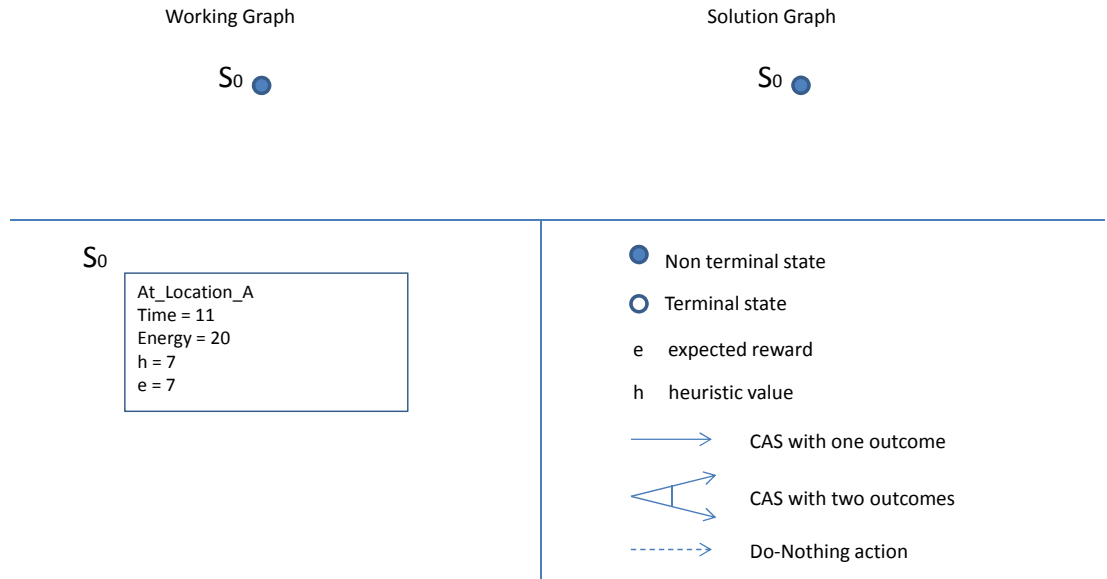 Working Graph
Solution Graph
S0
S0
S0
At_Location_A
Time = 11
Energy = 20
h = 7
e = 7
Non terminal state
Terminal state
e expected reward
h heuristic value
CAS with one outcome
CAS with two outcomes
Do-Nothing action